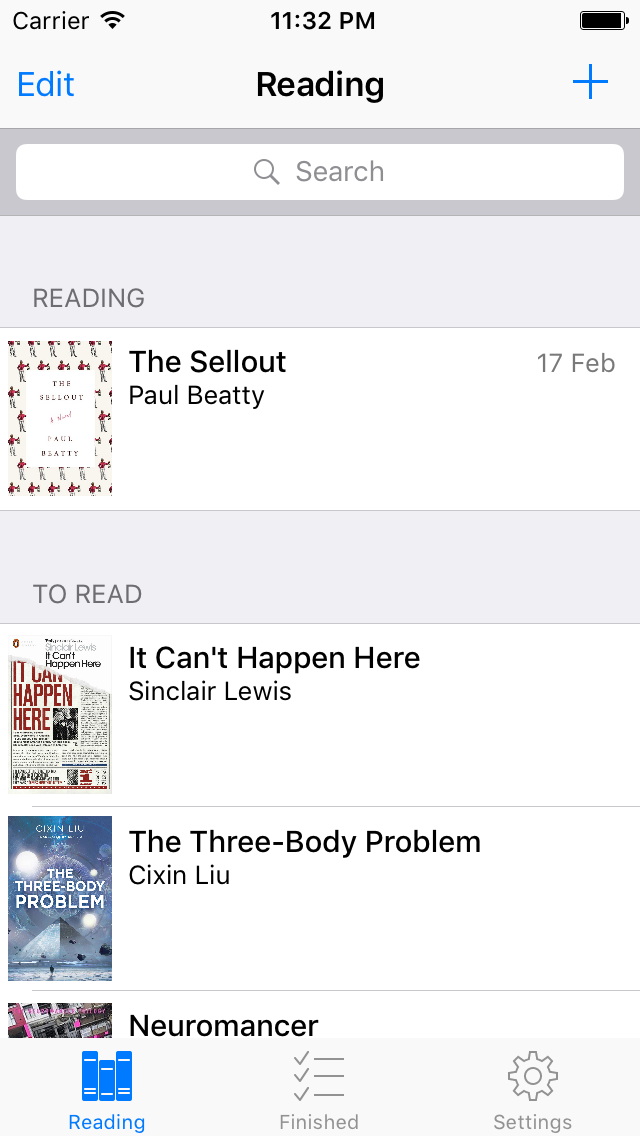 Carrier 11:32 PM
Edit Reading
Search
READING
The Sellout 17 Feb
Paul Beatty
THE
SELLOUT
a Novel
PAUL
BEATTY
TO READ
It Can't Happen Here
Sinclair Lewis
Sinclair Lewis
It Can't
Happen Here
IT CAN'T
HAPPEN
HERE
The Three-Body Problem
Cixin Liu
CIXIN LIU
THE
THREE-BODY
PROBLEM
Neuromancer
Reading Finished Settings